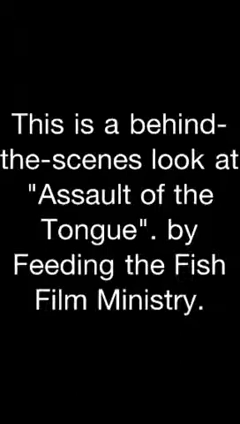 This is a behind-
the-scenes look at
"Assault of the
Tongue". by
Feeding the Fish
Film Ministry.